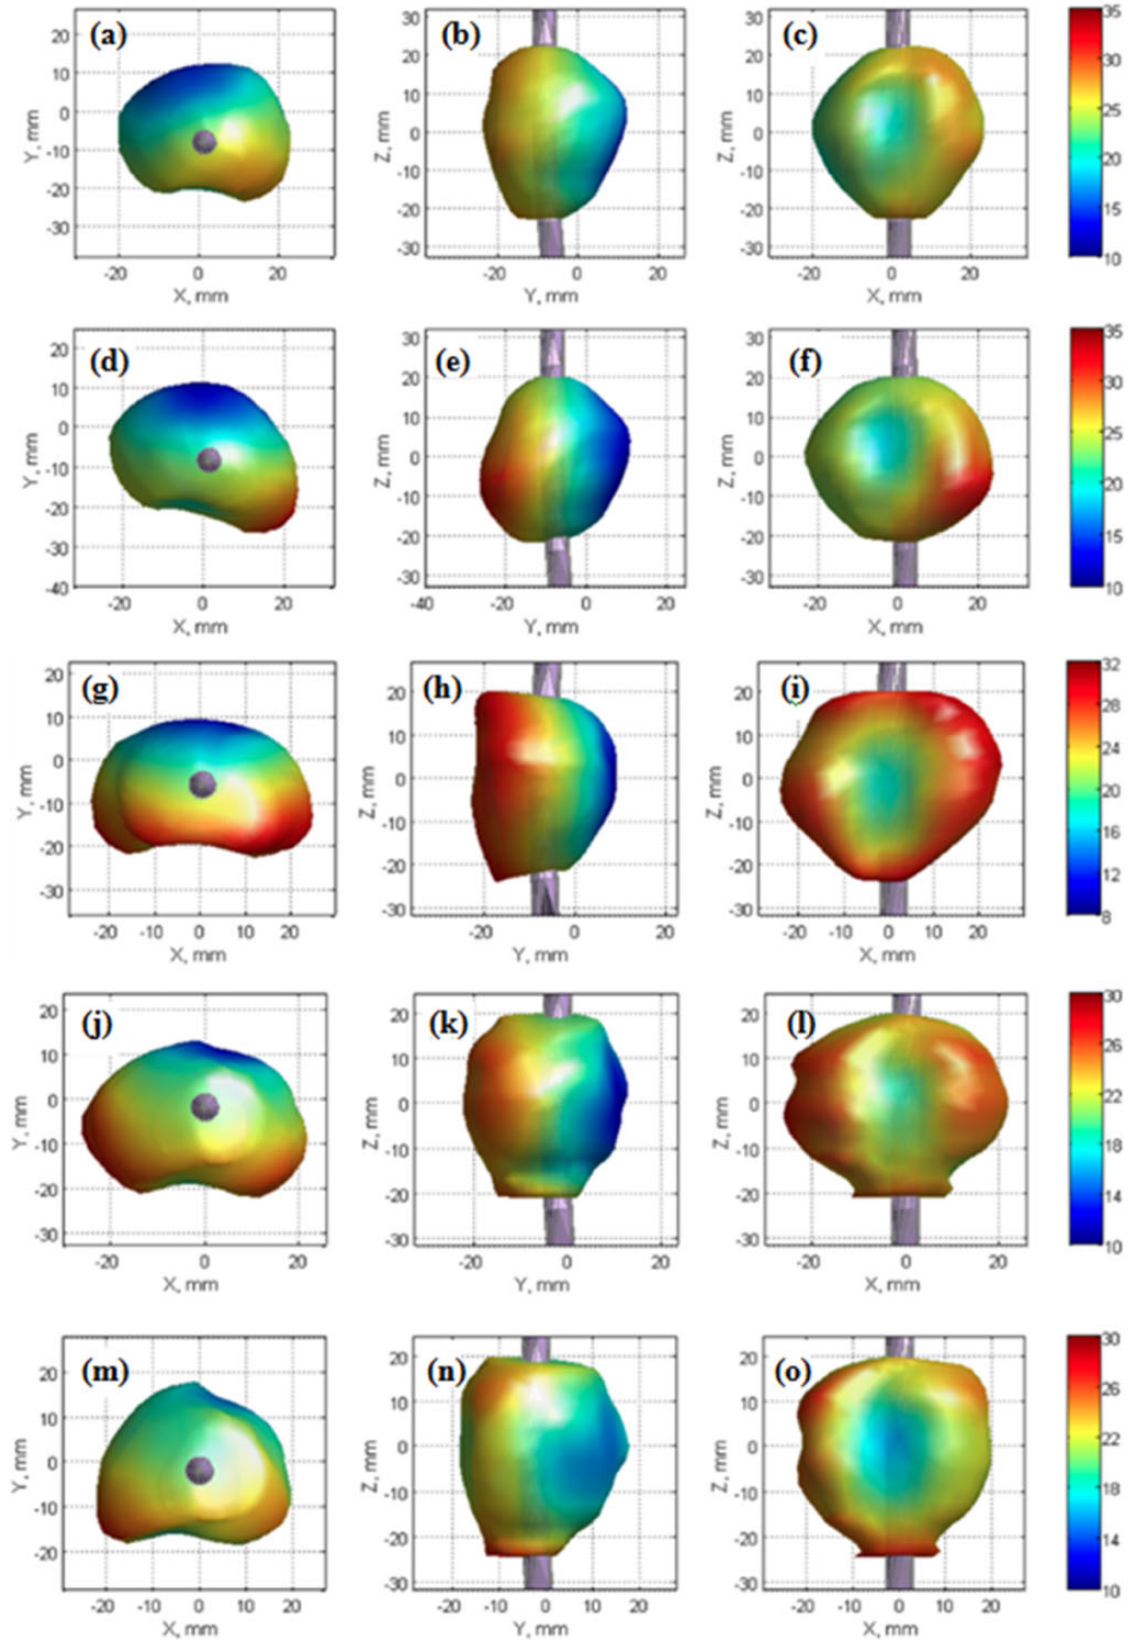 (a) (b) (c)
20 10 0 -10 -20 -30
Y, mm
-20 0 20
X, mm
30 20 10 0 -10 -20 -30
Z, mm
-20 0 20
Y, mm
30 20 10 0 -10 -20 -30
Z, mm
-20 0 20
X, mm
35 30 25 20 15 10
(d) (e) (f)
20 10 0 -10 -20 -30 -40
Y, mm
-20 0 20
X, mm
30 20 10 0 -10 -20 -30
Z, mm
-40 -20 0 20
Y, mm
30 20 10 0 -10 -20 -30
Z, mm
-20 0 20
X, mm
35 30 25 20 15 10
(g) (h) (i)
20 10 0 -10 -20 -30
Y, mm
-20 -10 0 10 20
X, mm
20 10 0 -10 -20 -30
Z, mm
-20 0 20
Y, mm
20 10 0 -10 -20 -30
Z, mm
-20 -10 0 10 20
X, mm
32 28 24 20 16 12 8
(j) (k) (l)
20 10 0 -10 -20 -30
Y, mm
-20 0 20
X, mm
20 10 0 -10 -20 -30
Z, mm
-20 0 20
Y, mm
20 10 0 -10 -20 -30
Z, mm
-20 0 20
X, mm
30 26 22 18 14 10
(m) (n) (o)
20 10 0 -10 -20
Y, mm
-20 -10 0 10 20
X, mm
20 10 0 -10 -20 -30
Z, mm
-20 -10 0 10 20
Y, mm
20 10 0 -10 -20 -30
Z, mm
-20 -10 0 10 20
X, mm
30 26 22 18 14 10